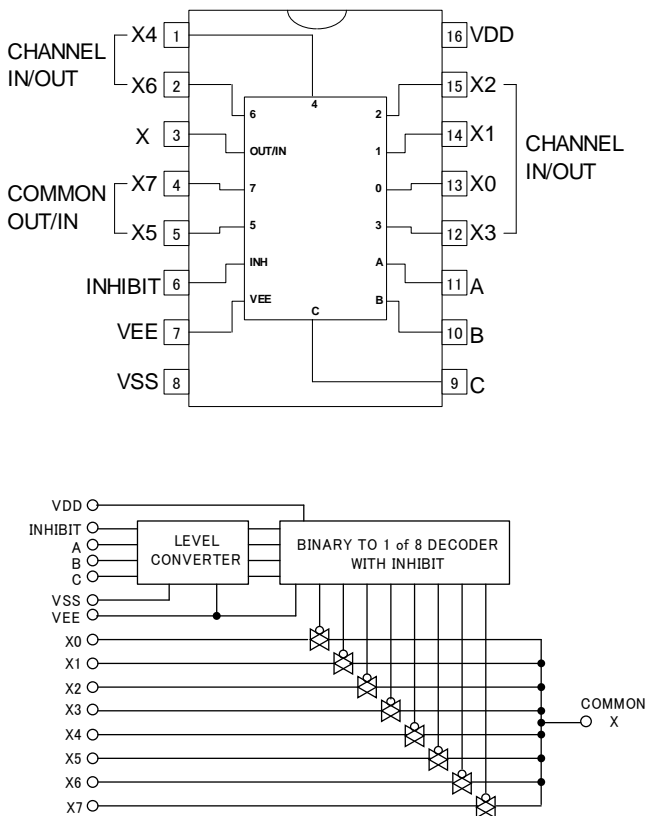 CHANNEL
IN/OUT
X4 1
X6 2
X 3
COMMON
OUT/IN
X7 4
X5 5
INHIBIT 6
VEE 7
VSS 8
16 VDD
15 X2
14 X1
13 X0
12 X3
11 A
10 B
9 C
CHANNEL
IN/OUT
4
6
OUT/IN
7
5
INH
VEE
2
1
0
3
A
B
C
VDD
INHIBIT
A
B
C
VSS
VEE
LEVEL
CONVERTER
BINARY TO 1 of 8 DECODER
WITH INHIBIT
X0
X1
X2
X3
X4
X5
X6
X7
COMMON
X